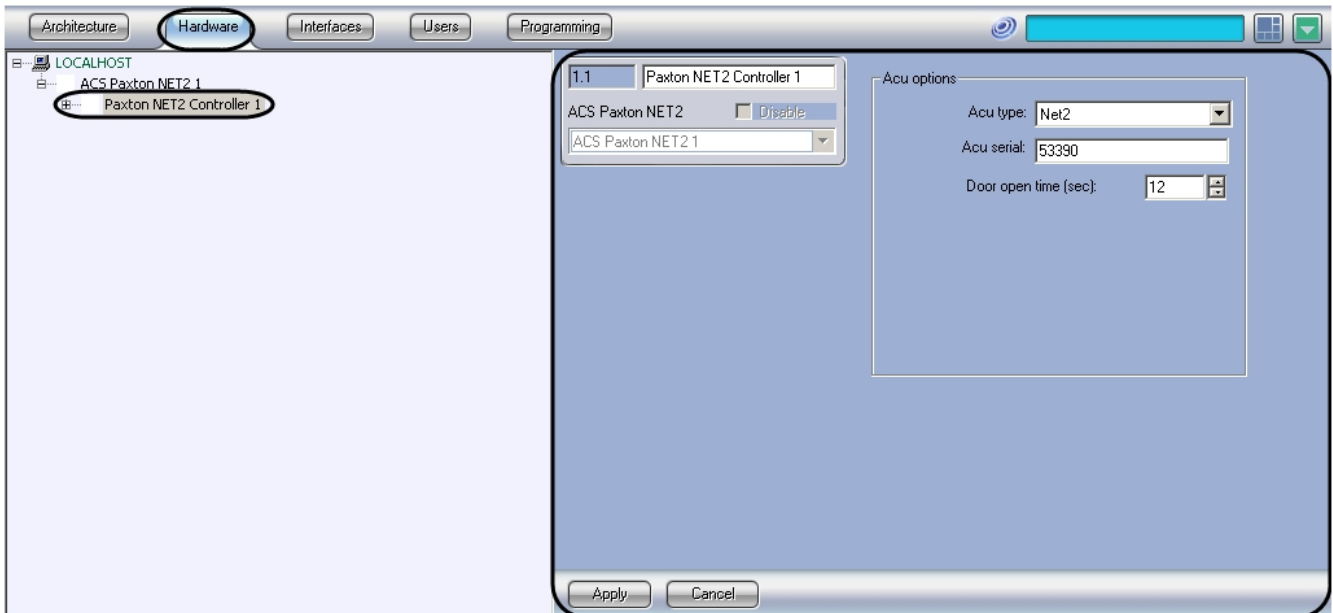 Architecture Hardware Interfaces Users Programming
LOCALHOST
ACS Paxton NET2 1
Paxton NET2 Controller 1
1.1 Paxton NET2 Controller 1
ACS Paxton NET2 Disable
ACS Paxton NET2 1
Acu options
Acu type: Net2
Acu serial: 53390
Door open time (sec): 12
Apply Cancel